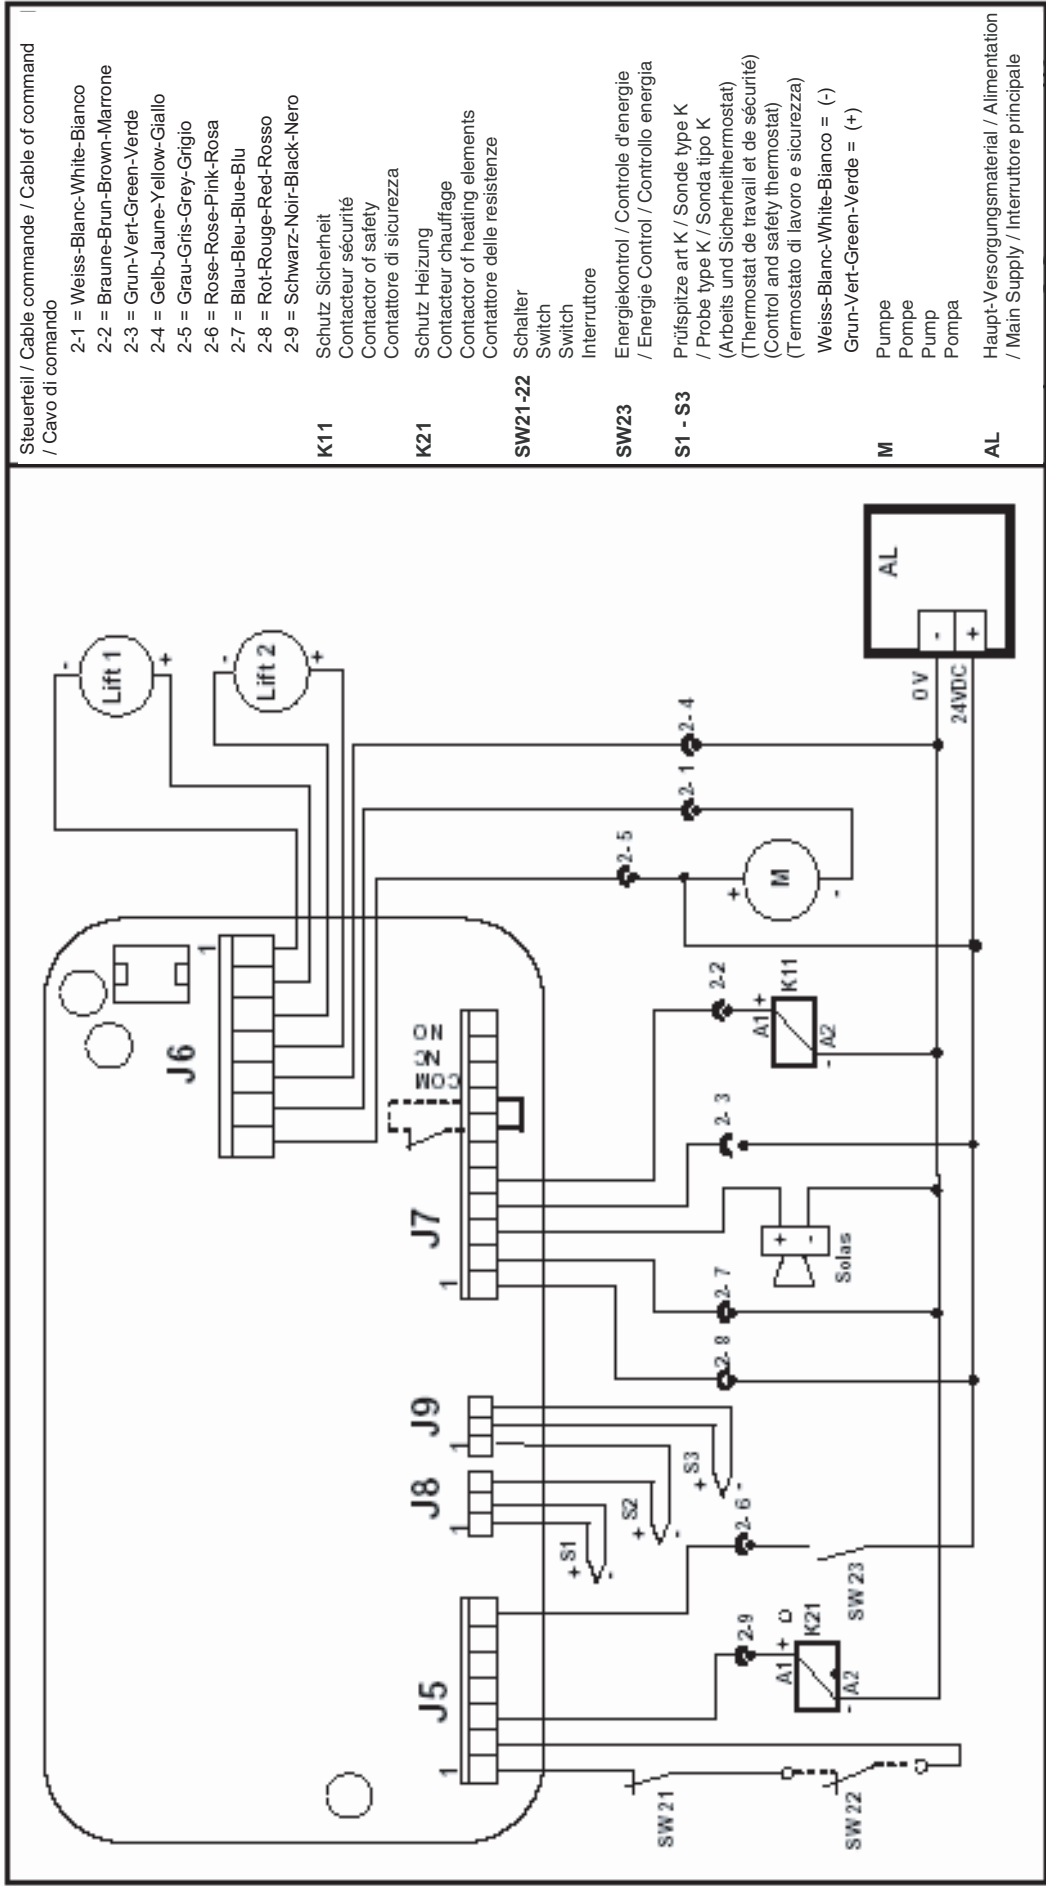 Steuerteil / Cable commande / Cable of command
/ Cavo di comando
2-1 = Weiss-Blanc-White-Bianco
2-2 = Braune-Brun-Brown-Marrone
2-3 = Grun-Vert-Green-Verde
2-4 = Gelb-Jaune-Yellow-Giallo
2-5 = Grau-Gris-Grey-Grigio
2-6 = Rose-Rose-Pink-Rosa
2-7 = Blau-Bleu-Blue-Blu
2-8 = Rot-Rouge-Red-Rosso
2-9 = Schwarz-Noir-Black-Nero
K11 Schutz Sicherheit
Contacteur sécurité
Contactor of safety
Contattore di sicurezza
K21 Schutz Heizung
Contacteur chauffage
Contactor of heating elements
Contattore delle resistenze
SW21-22 Schalter
Switch
Switch
Interruttore
SW23 Energiekontrol / Controle d'energie
/ Energie Control / Controllo energia
S1 - S3 Prüfspitze art K / Sonde type K
/ Probe type K / Sonda tipo K
(Arbeits und Sicherheithermostat)
(Thermostat de travail et de sécurité)
(Control and safety thermostat)
(Termostato di lavoro e sicurezza)
Weiss-Blanc-White-Bianco = (-)
Grun-Vert-Green-Verde = (+)
M Pumpe
Pompe
Pump
Pompa
AL Haupt-Versorgungsmaterial / Alimentation
/ Main Supply / Interruttore principale
- Lift 1 +
- Lift 2 +
J6
1
NO
NC
COM
J7
1
J9
1
J8
1
J5
1
2-5
2-1
2-4
+ M -
0 V
24VDC
AL
-
+
2-2
A1 +
K11
- A2
2-3
+ -
Solas
2-7
2-8
+ S3 -
+ S2 -
+ S1 -
2-6
SW 23
2-9
A1 + D
K21
- A2
SW 21
SW 22